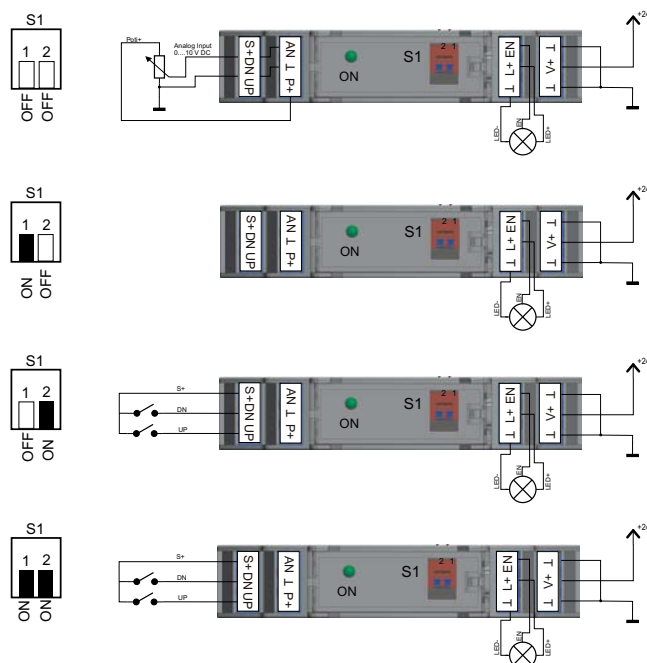 S1
1 2
OFF OFF
Poti+
Analog Input
0....10 V DC
S+ DN UP
AN ⊥ P+
ON
S1
2 1
⊥ L+ EN
⊥ V+ ⊥
LED-
EN
LED+
S1
1 2
ON OFF
S+ DN UP
AN ⊥ P+
ON
S1
2 1
⊥ L+ EN
⊥ V+ ⊥
LED-
EN
LED+
S1
1 2
OFF ON
S+
DN
UP
S+ DN UP
AN ⊥ P+
ON
S1
2 1
⊥ L+ EN
⊥ V+ ⊥
LED-
EN
LED+
S1
1 2
ON ON
S+
DN
UP
S+ DN UP
AN ⊥ P+
ON
S1
2 1
⊥ L+ EN
⊥ V+ ⊥
LED-
EN
LED+